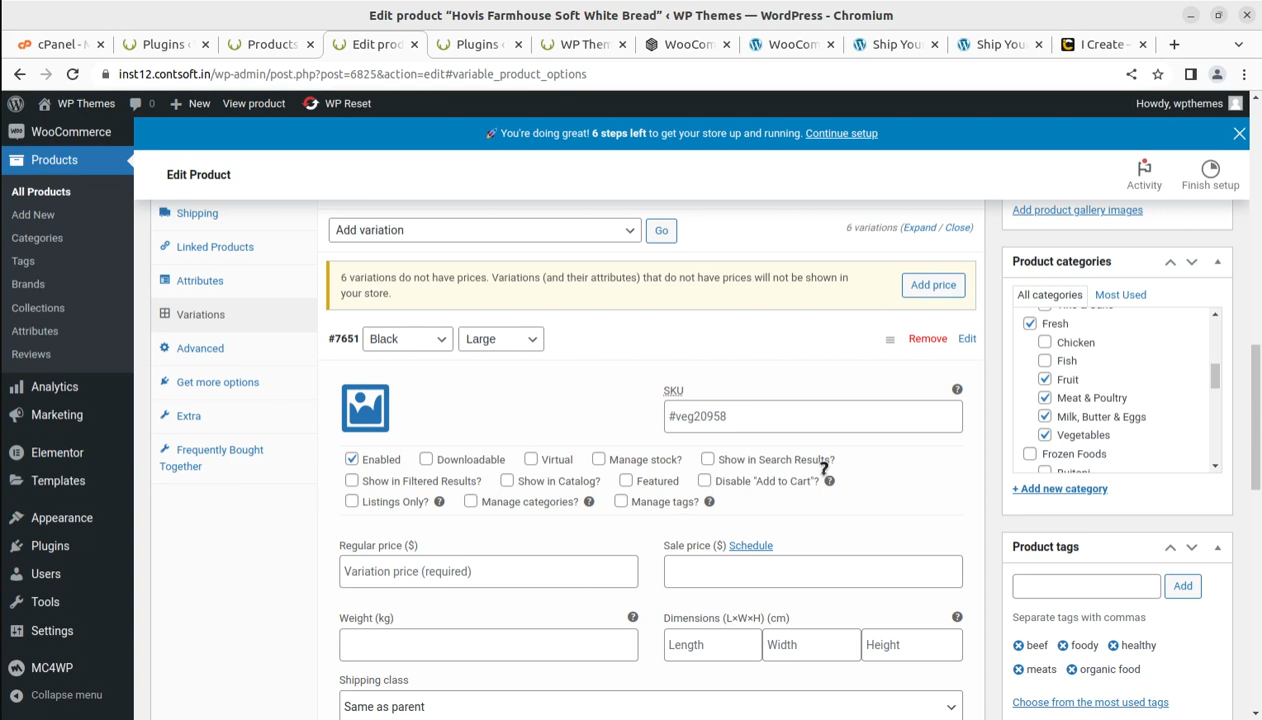 Edit product “Hovis Farmhouse Soft White Bread” ‹ WP Themes — WordPress - Chromium
cPanel - 
Plugins ‹
Products
Edit prod
Plugins ‹
WP Them
WooCom
WooCom
Ship You
Ship You
I Create -
inst12.contsoft.in/wp-admin/post.php?post=6825&action=edit#variable_product_options
WP Themes
0
New
View product
WP Reset
Howdy, wpthemes
WooCommerce
Products
All Products
Add New
Categories
Tags
Brands
Collections
Attributes
Reviews
Analytics
Marketing
Elementor
Templates
Appearance
Plugins
Users
Tools
Settings
MC4WP
Collapse menu
🚀 You're doing great! 6 steps left to get your store up and running. Continue setup
Edit Product
Activity
Finish setup
Shipping
Linked Products
Attributes
Variations
Advanced
Get more options
Extra
Frequently Bought
Together
Add variation
Go
6 variations (Expand / Close)
6 variations do not have prices. Variations (and their attributes) that do not have prices will not be shown in
your store.
Add price
#7651
Black
Large
Remove
Edit
SKU
#veg20958
Enabled
Downloadable
Virtual
Manage stock?
Show in Search Results?
Show in Filtered Results?
Show in Catalog?
Featured
Disable "Add to Cart"?
Listings Only?
Manage categories?
Manage tags?
Regular price ($)
Variation price (required)
Sale price ($) Schedule
Weight (kg)
Dimensions (L×W×H) (cm)
Length
Width
Height
Shipping class
Same as parent
Add product gallery images
Product categories
All categories
Most Used
Fresh
Chicken
Fish
Fruit
Meat & Poultry
Milk, Butter & Eggs
Vegetables
Frozen Foods
+ Add new category
Product tags
Add
Separate tags with commas
beef
foody
healthy
meats
organic food
Choose from the most used tags